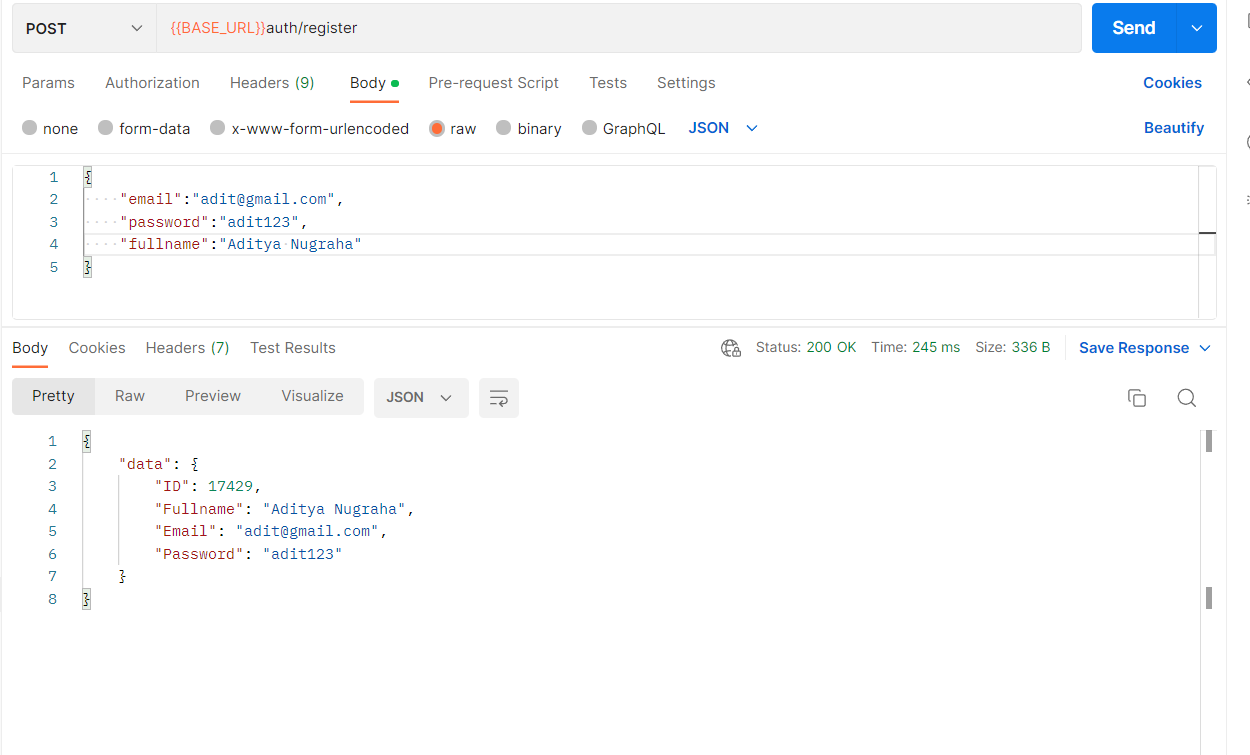 POST {{BASE_URL}}auth/register Send
Params Authorization Headers (9) Body Pre-request Script Tests Settings Cookies
none form-data x-www-form-urlencoded raw binary GraphQL JSON Beautify
1 {
2 "email":"adit@gmail.com",
3 "password":"adit123",
4 "fullname":"Aditya Nugraha"
5 }
Body Cookies Headers (7) Test Results Status: 200 OK Time: 245 ms Size: 336 B Save Response
Pretty Raw Preview Visualize JSON
1 {
2 "data": {
3 "ID": 17429,
4 "Fullname": "Aditya Nugraha",
5 "Email": "adit@gmail.com",
6 "Password": "adit123"
7 }
8 }